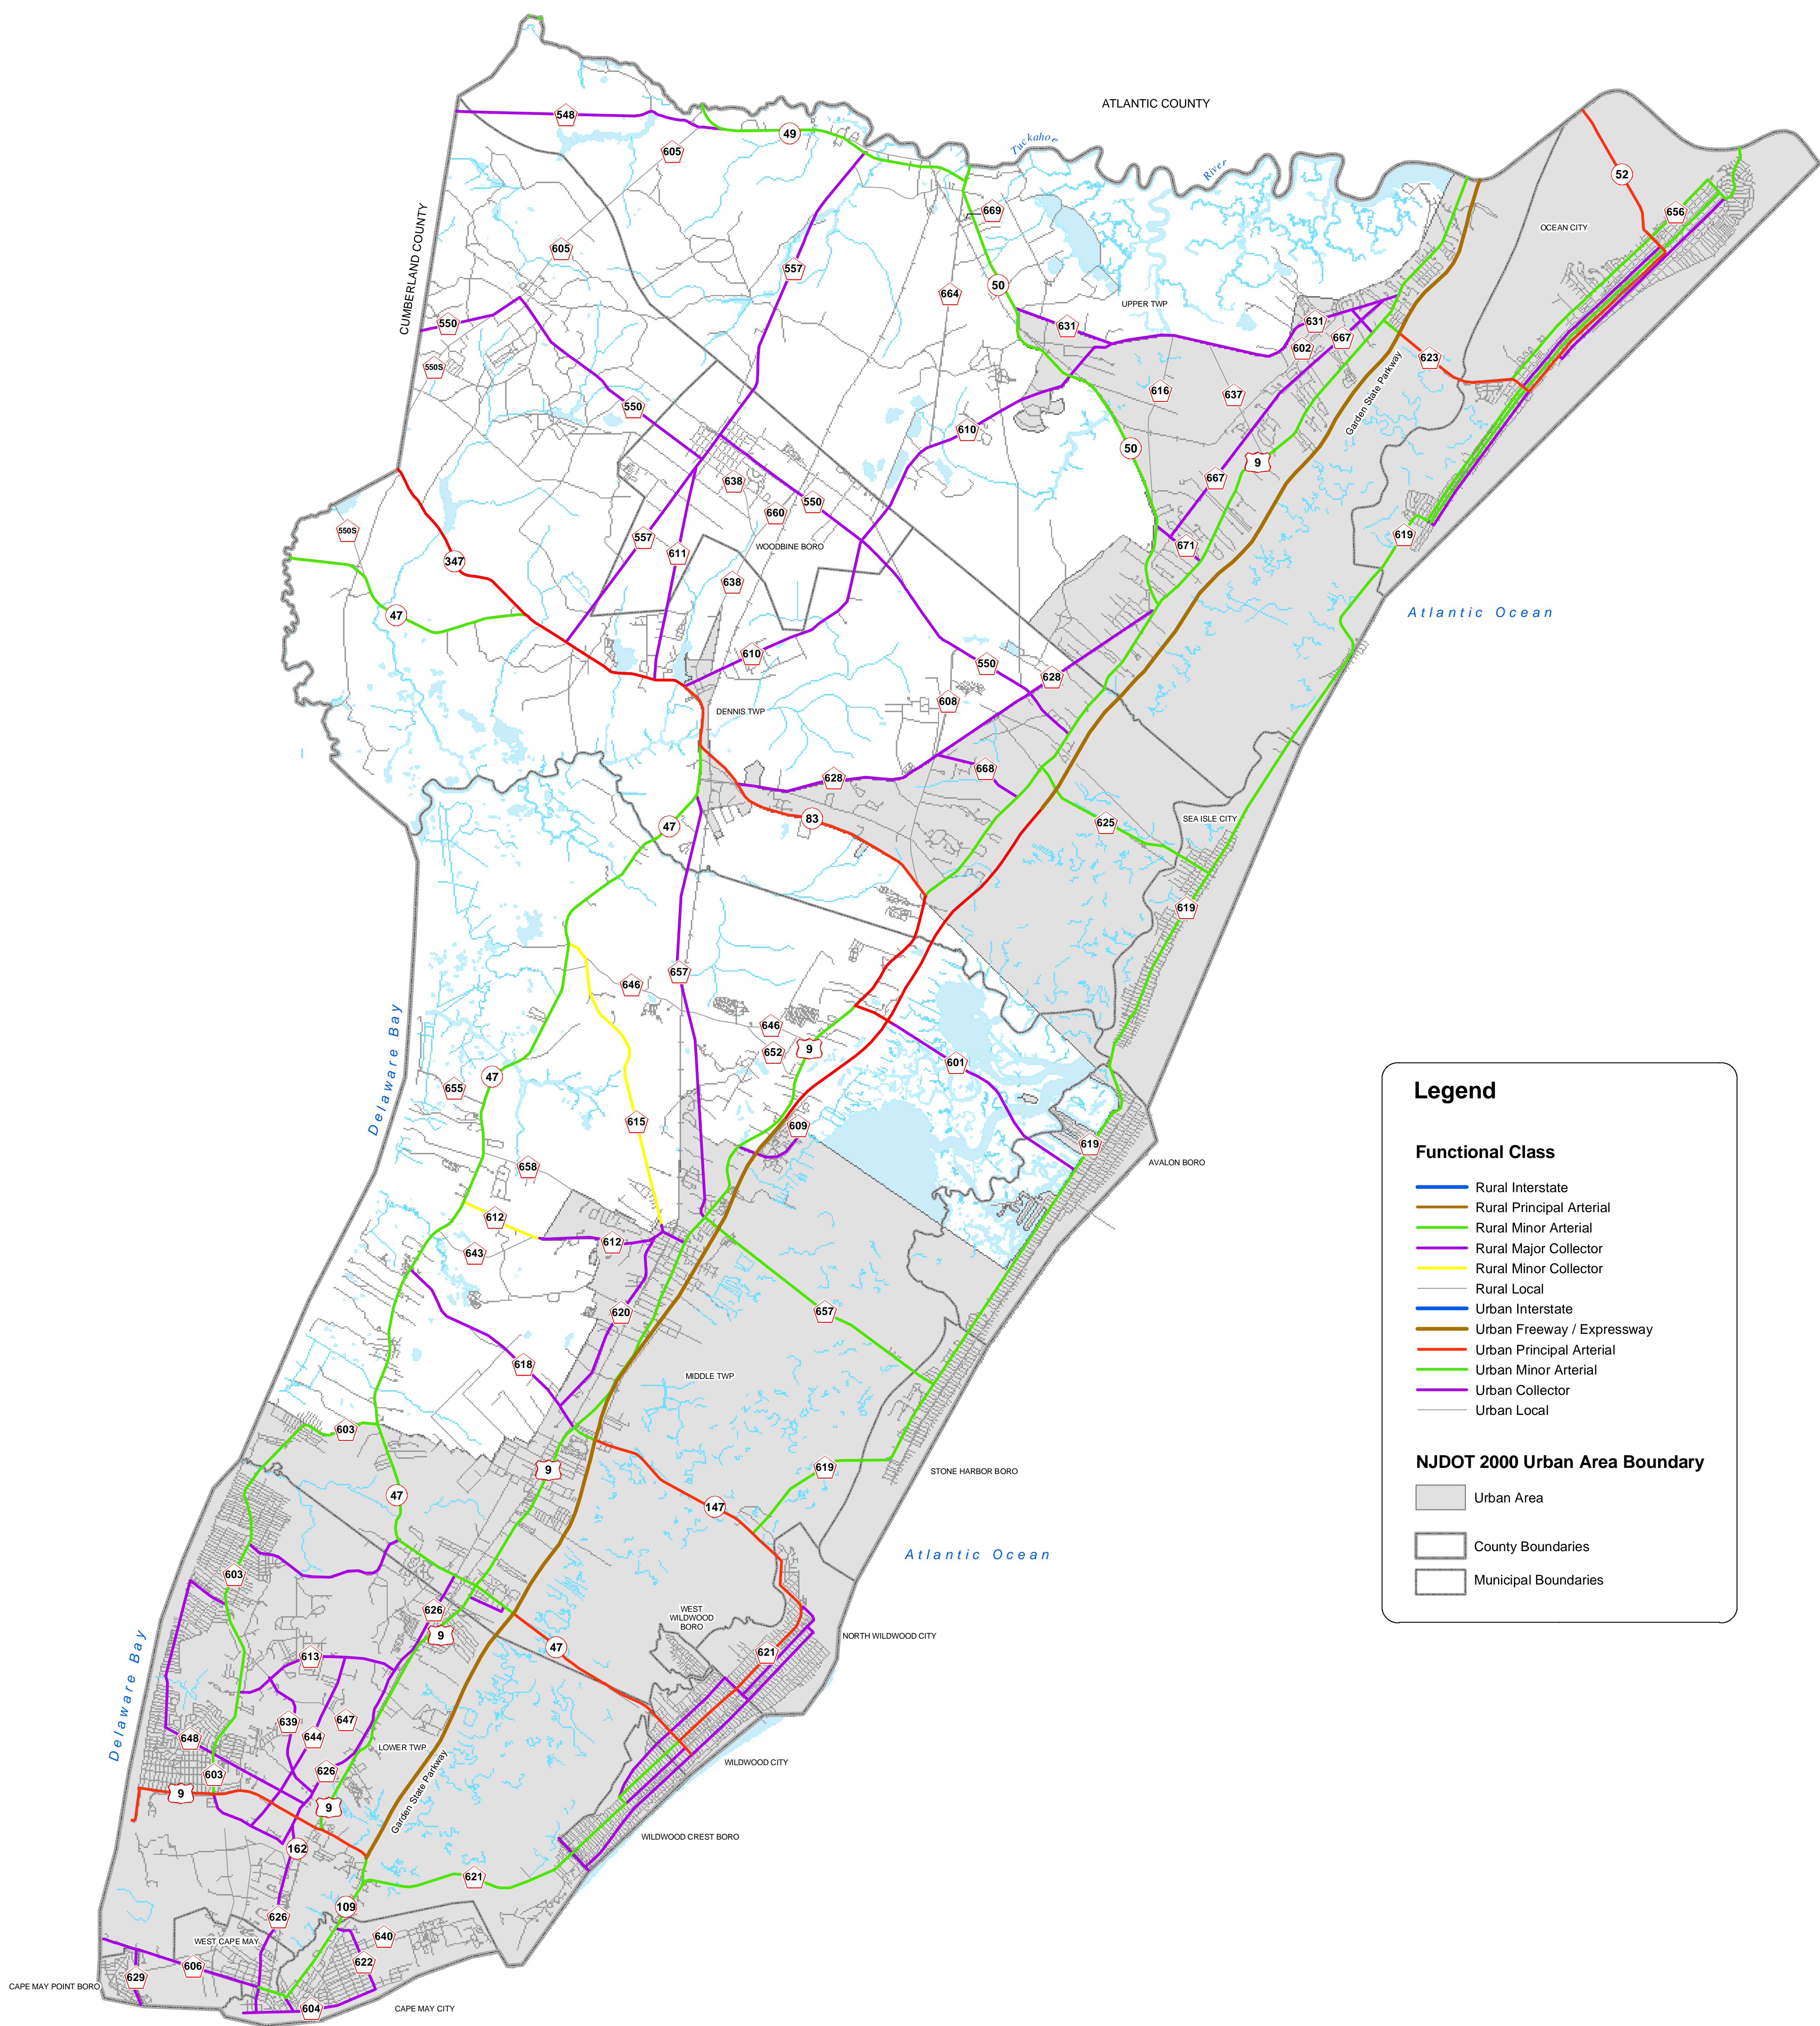 ATLANTIC COUNTY
548
49
605
Tuckahoe
River
52
CUMBERLAND COUNTY
669
656
OCEAN CITY
605
557
50
664
UPPER TWP
550
631
631
667
602
623
550S
Garden State Parkway
616
637
550
610
50
9
638
667
550
660
550S
557
611
WOODBINE BORO
671
619
347
638
Atlantic Ocean
47
610
550
628
608
DENNIS TWP
668
628
83
47
625
SEA ISLE CITY
619
657
646
Delaware Bay
646
652
9
601
47
655
615
609
619
AVALON BORO
658
612
612
643
620
657
618
MIDDLE TWP
603
9
619
STONE HARBOR BORO
47
147
Atlantic Ocean
603
WEST
WILDWOOD
BORO
626
9
NORTH WILDWOOD CITY
47
621
613
Delaware Bay
639
647
644
648
LOWER TWP
626
WILDWOOD CITY
603
9
9
Garden State Parkway
WILDWOOD CREST BORO
162
621
109
626
640
WEST CAPE MAY
622
606
629
CAPE MAY POINT BORO
604
CAPE MAY CITY
Legend
Functional Class
Rural Interstate
Rural Principal Arterial
Rural Minor Arterial
Rural Major Collector
Rural Minor Collector
Rural Local
Urban Interstate
Urban Freeway / Expressway
Urban Principal Arterial
Urban Minor Arterial
Urban Collector
Urban Local
NJDOT 2000 Urban Area Boundary
Urban Area
County Boundaries
Municipal Boundaries